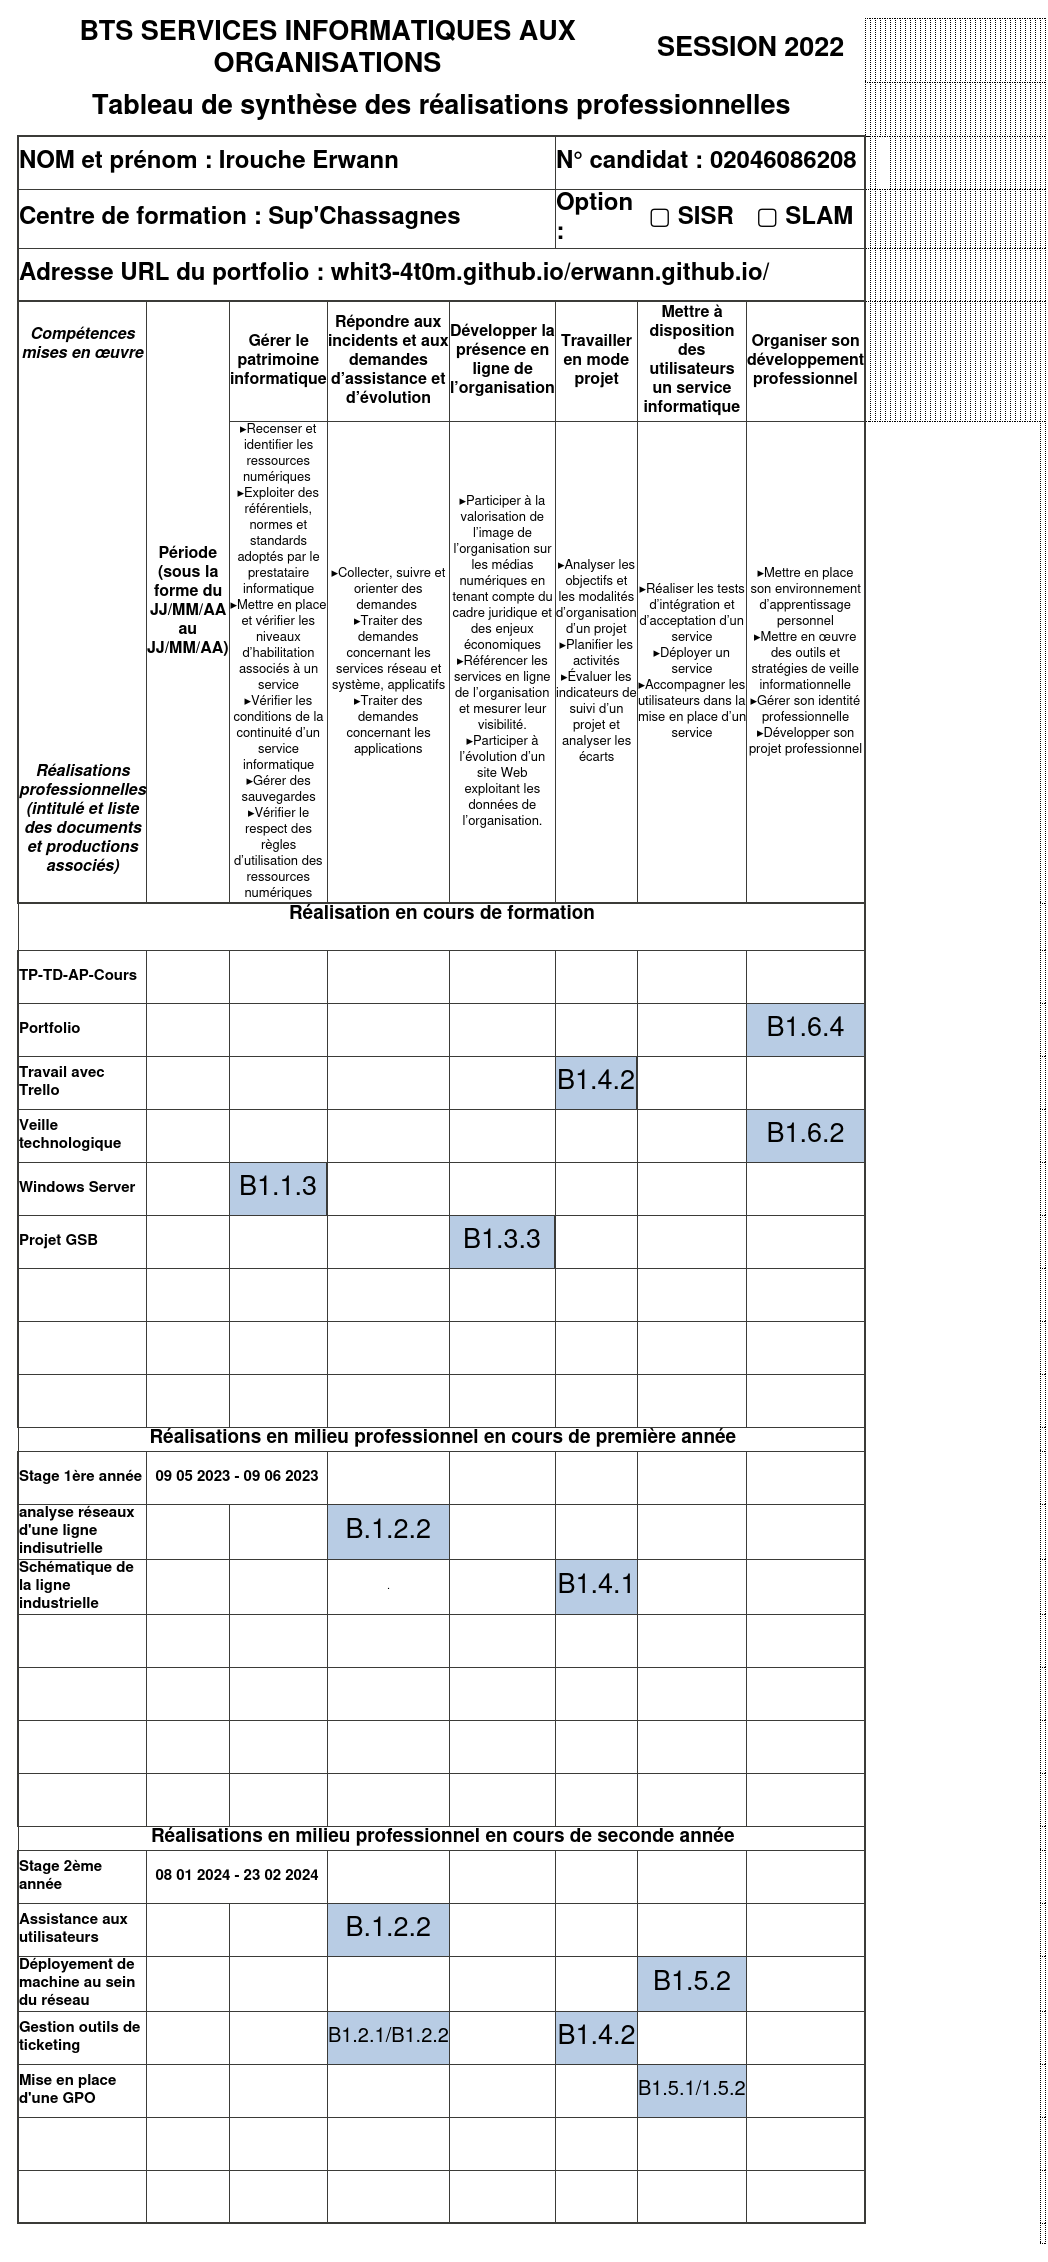 BTS SERVICES INFORMATIQUES AUX
ORGANISATIONS
SESSION 2022
Tableau de synthèse des réalisations professionnelles
NOM et prénom : Irouche Erwann
N° candidat : 02046086208
Centre de formation : Sup'Chassagnes
Option
:
▢ SISR
▢ SLAM
Adresse URL du portfolio : whit3-4t0m.github.io/erwann.github.io/
Compétences
mises en œuvre
Réalisations
professionnelles
(intitulé et liste
des documents
et productions
associés)
Période
(sous la
forme du
JJ/MM/AA
au
JJ/MM/AA)
Gérer le
patrimoine
informatique
Répondre aux
incidents et aux
demandes
d’assistance et
d’évolution
Développer la
présence en
ligne de
l’organisation
Travailler
en mode
projet
Mettre à
disposition
des
utilisateurs
un service
informatique
Organiser son
développement
professionnel
▸Recenser et
identifier les
ressources
numériques
▸Exploiter des
référentiels,
normes et
standards
adoptés par le
prestataire
informatique
▸Mettre en place
et vérifier les
niveaux
d’habilitation
associés à un
service
▸Vérifier les
conditions de la
continuité d’un
service
informatique
▸Gérer des
sauvegardes
▸Vérifier le
respect des
règles
d’utilisation des
ressources
numériques
▸Collecter, suivre et
orienter des
demandes
▸Traiter des
demandes
concernant les
services réseau et
système, applicatifs
▸Traiter des
demandes
concernant les
applications
▸Participer à la
valorisation de
l’image de
l’organisation sur
les médias
numériques en
tenant compte du
cadre juridique et
des enjeux
économiques
▸Référencer les
services en ligne
de l’organisation
et mesurer leur
visibilité.
▸Participer à
l’évolution d’un
site Web
exploitant les
données de
l’organisation.
▸Analyser les
objectifs et
les modalités
d’organisation
d’un projet
▸Planifier les
activités
▸Évaluer les
indicateurs de
suivi d’un
projet et
analyser les
écarts
▸Réaliser les tests
d’intégration et
d’acceptation d’un
service
▸Déployer un
service
▸Accompagner les
utilisateurs dans la
mise en place d’un
service
▸Mettre en place
son environnement
d’apprentissage
personnel
▸Mettre en œuvre
des outils et
stratégies de veille
informationnelle
▸Gérer son identité
professionnelle
▸Développer son
projet professionnel
Réalisation en cours de formation
TP-TD-AP-Cours
Portfolio
B1.6.4
Travail avec
Trello
B1.4.2
Veille
technologique
B1.6.2
Windows Server
B1.1.3
Projet GSB
B1.3.3
Réalisations en milieu professionnel en cours de première année
Stage 1ère année
09 05 2023 - 09 06 2023
analyse réseaux
d'une ligne
indisutrielle
B.1.2.2
Schématique de
la ligne
industrielle
.
B1.4.1
Réalisations en milieu professionnel en cours de seconde année
Stage 2ème
année
08 01 2024 - 23 02 2024
Assistance aux
utilisateurs
B.1.2.2
Déployement de
machine au sein
du réseau
B1.5.2
Gestion outils de
ticketing
B1.2.1/B1.2.2
B1.4.2
Mise en place
d'une GPO
B1.5.1/1.5.2